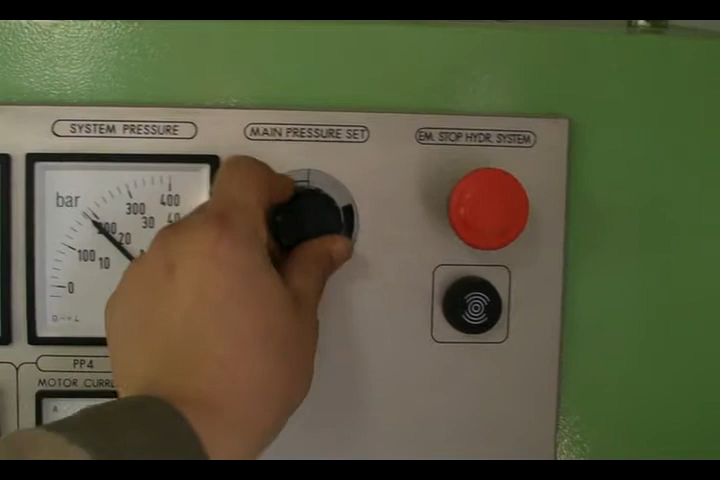 SYSTEM PRESSURE
MAIN PRESSURE SET
EM. STOP HYDR. SYSTEM
bar
400
300
40
30
200
20
100
10
0
PP4
MOTOR
A